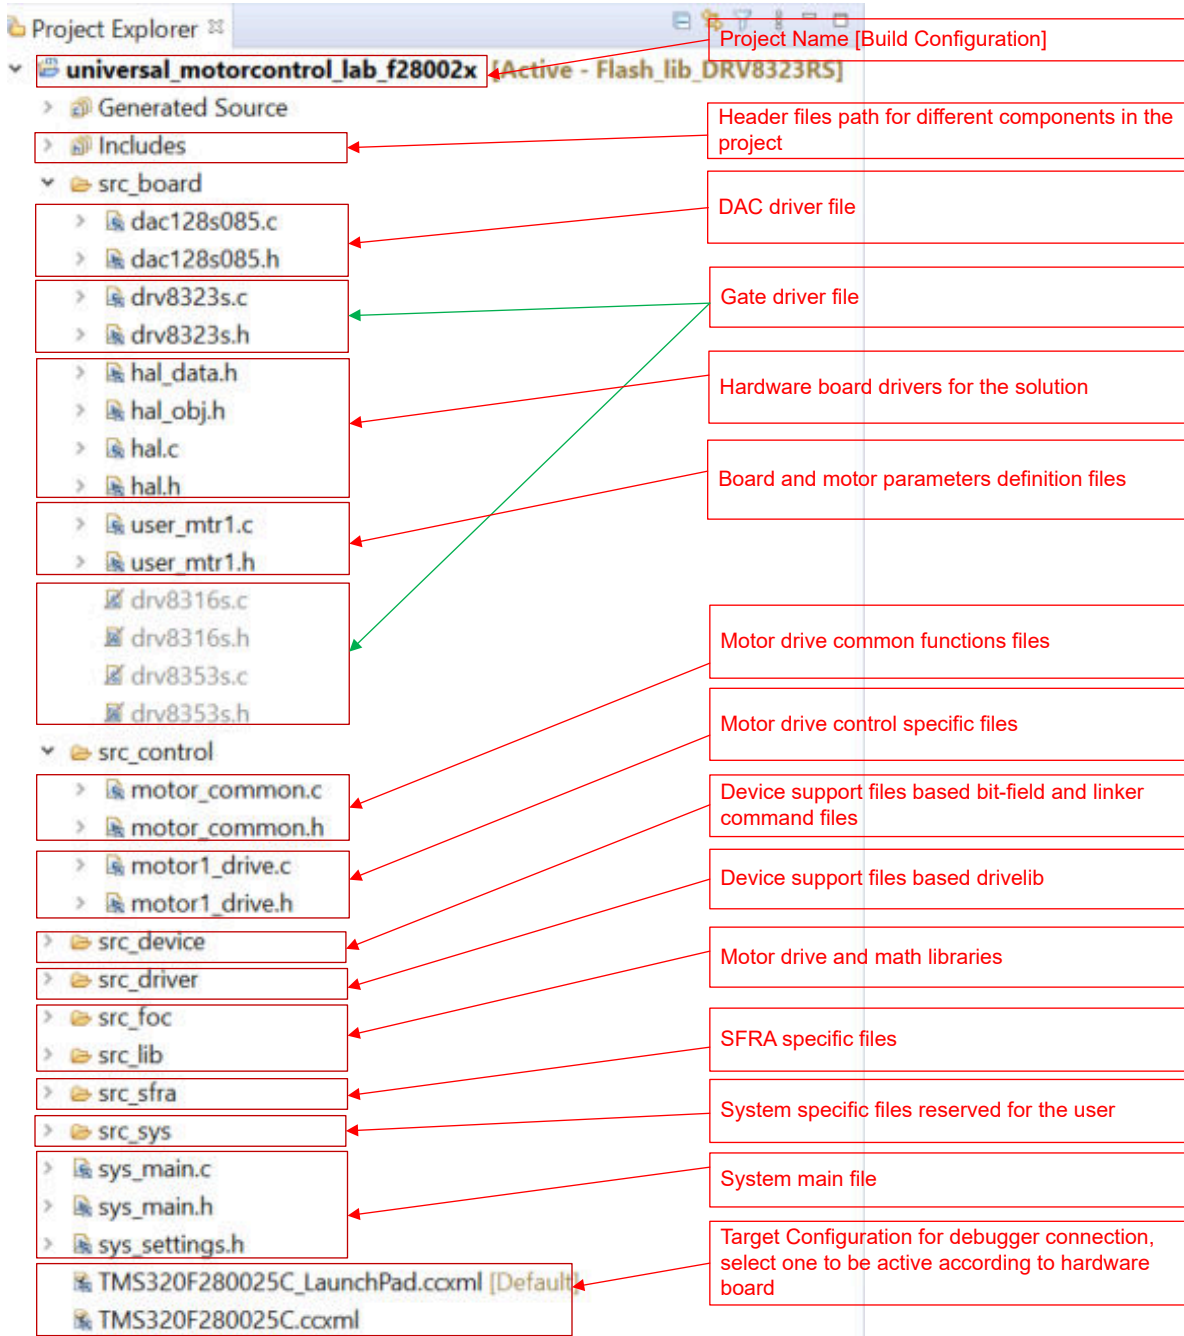 Project Explorer
Project Name [Build Configuration]
universal_motorcontrol_lab_f28002x [Active - Flash_lib_DRV8323RS]
Generated Source
Header files path for different components in the
project
Includes
src_board
DAC driver file
dac128s085.c
dac128s085.h
Gate driver file
drv8323s.c
drv8323s.h
hal_data.h
Hardware board drivers for the solution
hal_obj.h
hal.c
hal.h
Board and motor parameters definition files
user_mtr1.c
user_mtr1.h
drv8316s.c
drv8316s.h
Motor drive common functions files
drv8353s.c
drv8353s.h
Motor drive control specific files
src_control
motor_common.c
Device support files based bit-field and linker
command files
motor_common.h
motor1_drive.c
Device support files based drivelib
motor1_drive.h
src_device
Motor drive and math libraries
src_driver
src_foc
SFRA specific files
src_lib
src_sfra
System specific files reserved for the user
src_sys
sys_main.c
System main file
sys_main.h
sys_settings.h
Target Configuration for debugger connection,
select one to be active according to hardware
board
TMS320F280025C_LaunchPad.ccxml [Default]
TMS320F280025C.ccxml